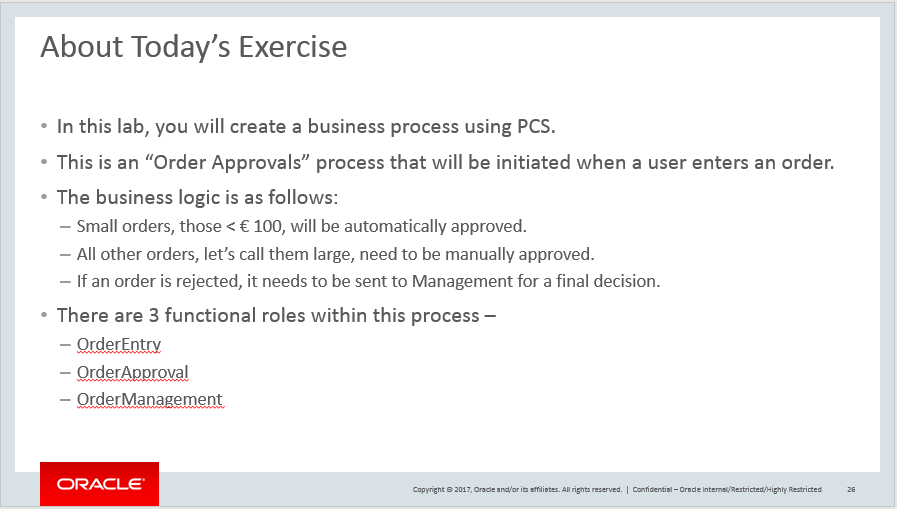 About Today’s Exercise
• In this lab, you will create a business process using PCS.
• This is an “Order Approvals” process that will be initiated when a user enters an order.
• The business logic is as follows:
– Small orders, those < € 100, will be automatically approved.
– All other orders, let’s call them large, need to be manually approved.
– If an order is rejected, it needs to be sent to Management for a final decision.
• There are 3 functional roles within this process –
– OrderEntry
– OrderApproval
– OrderManagement
ORACLE®
Copyright © 2017, Oracle and/or its affiliates. All rights reserved. | Confidential – Oracle Internal/Restricted/Highly Restricted 26